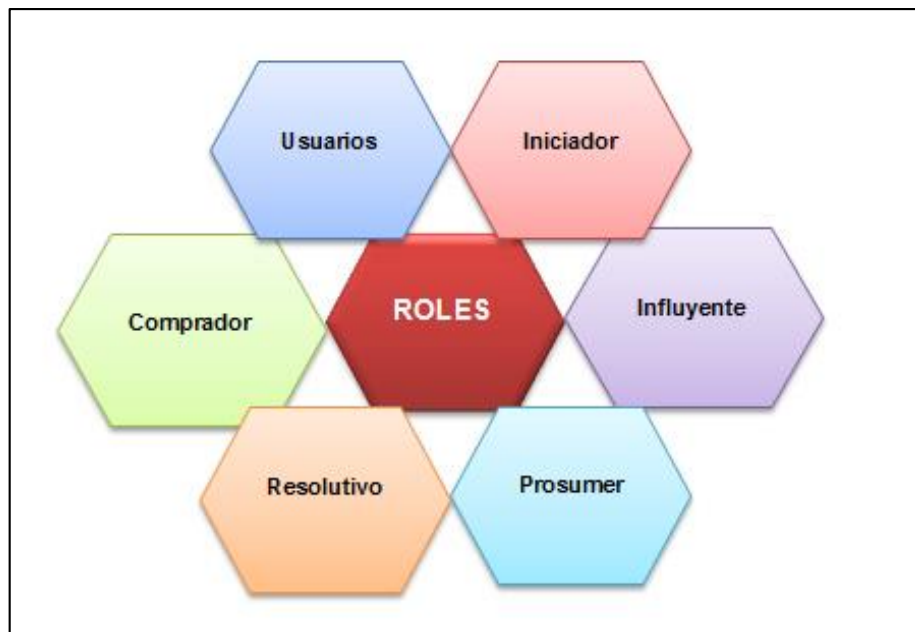 Usuarios
Iniciador
Comprador
ROLES
Influyente
Resolutivo
Prosumer